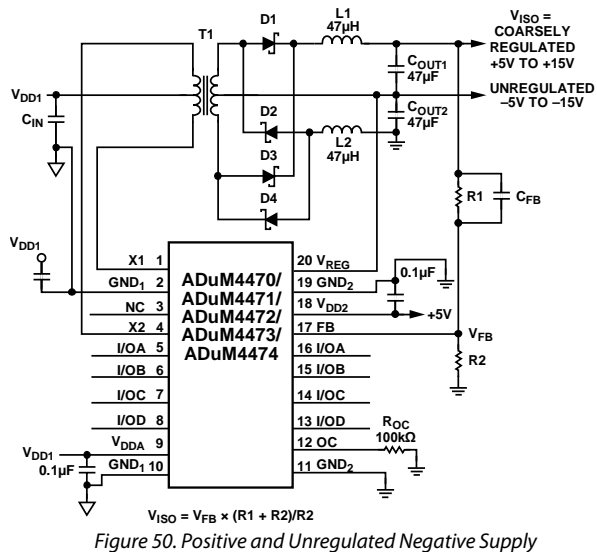 T1
D1
L1
47µH
V_ISO =
COARSELY
REGULATED
+5V TO +15V
C_OUT1
47µF
UNREGULATED
–5V TO –15V
C_OUT2
47µF
V_DD1
C_IN
D2
L2
47µH
D3
D4
R1
C_FB
V_DD1
X1 1
GND_1 2
NC 3
X2 4
I/OA 5
I/OB 6
I/OC 7
I/OD 8
V_DDA 9
GND_1 10
ADuM4470/
ADuM4471/
ADuM4472/
ADuM4473/
ADuM4474
20 V_REG
19 GND_2
18 V_DD2
17 FB
16 I/OA
15 I/OB
14 I/OC
13 I/OD
12 OC
11 GND_2
0.1µF
+5V
V_FB
R2
R_OC
100kΩ
V_DD1
0.1µF
V_ISO = V_FB × (R1 + R2)/R2
Figure 50. Positive and Unregulated Negative Supply